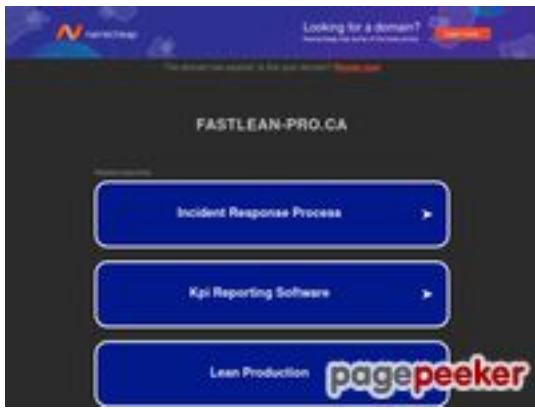 namecheap
Looking for a domain?
FASTLEAN-PRO.CA
Incident Response Process
Kpi Reporting Software
Lean Production
pagepeeker